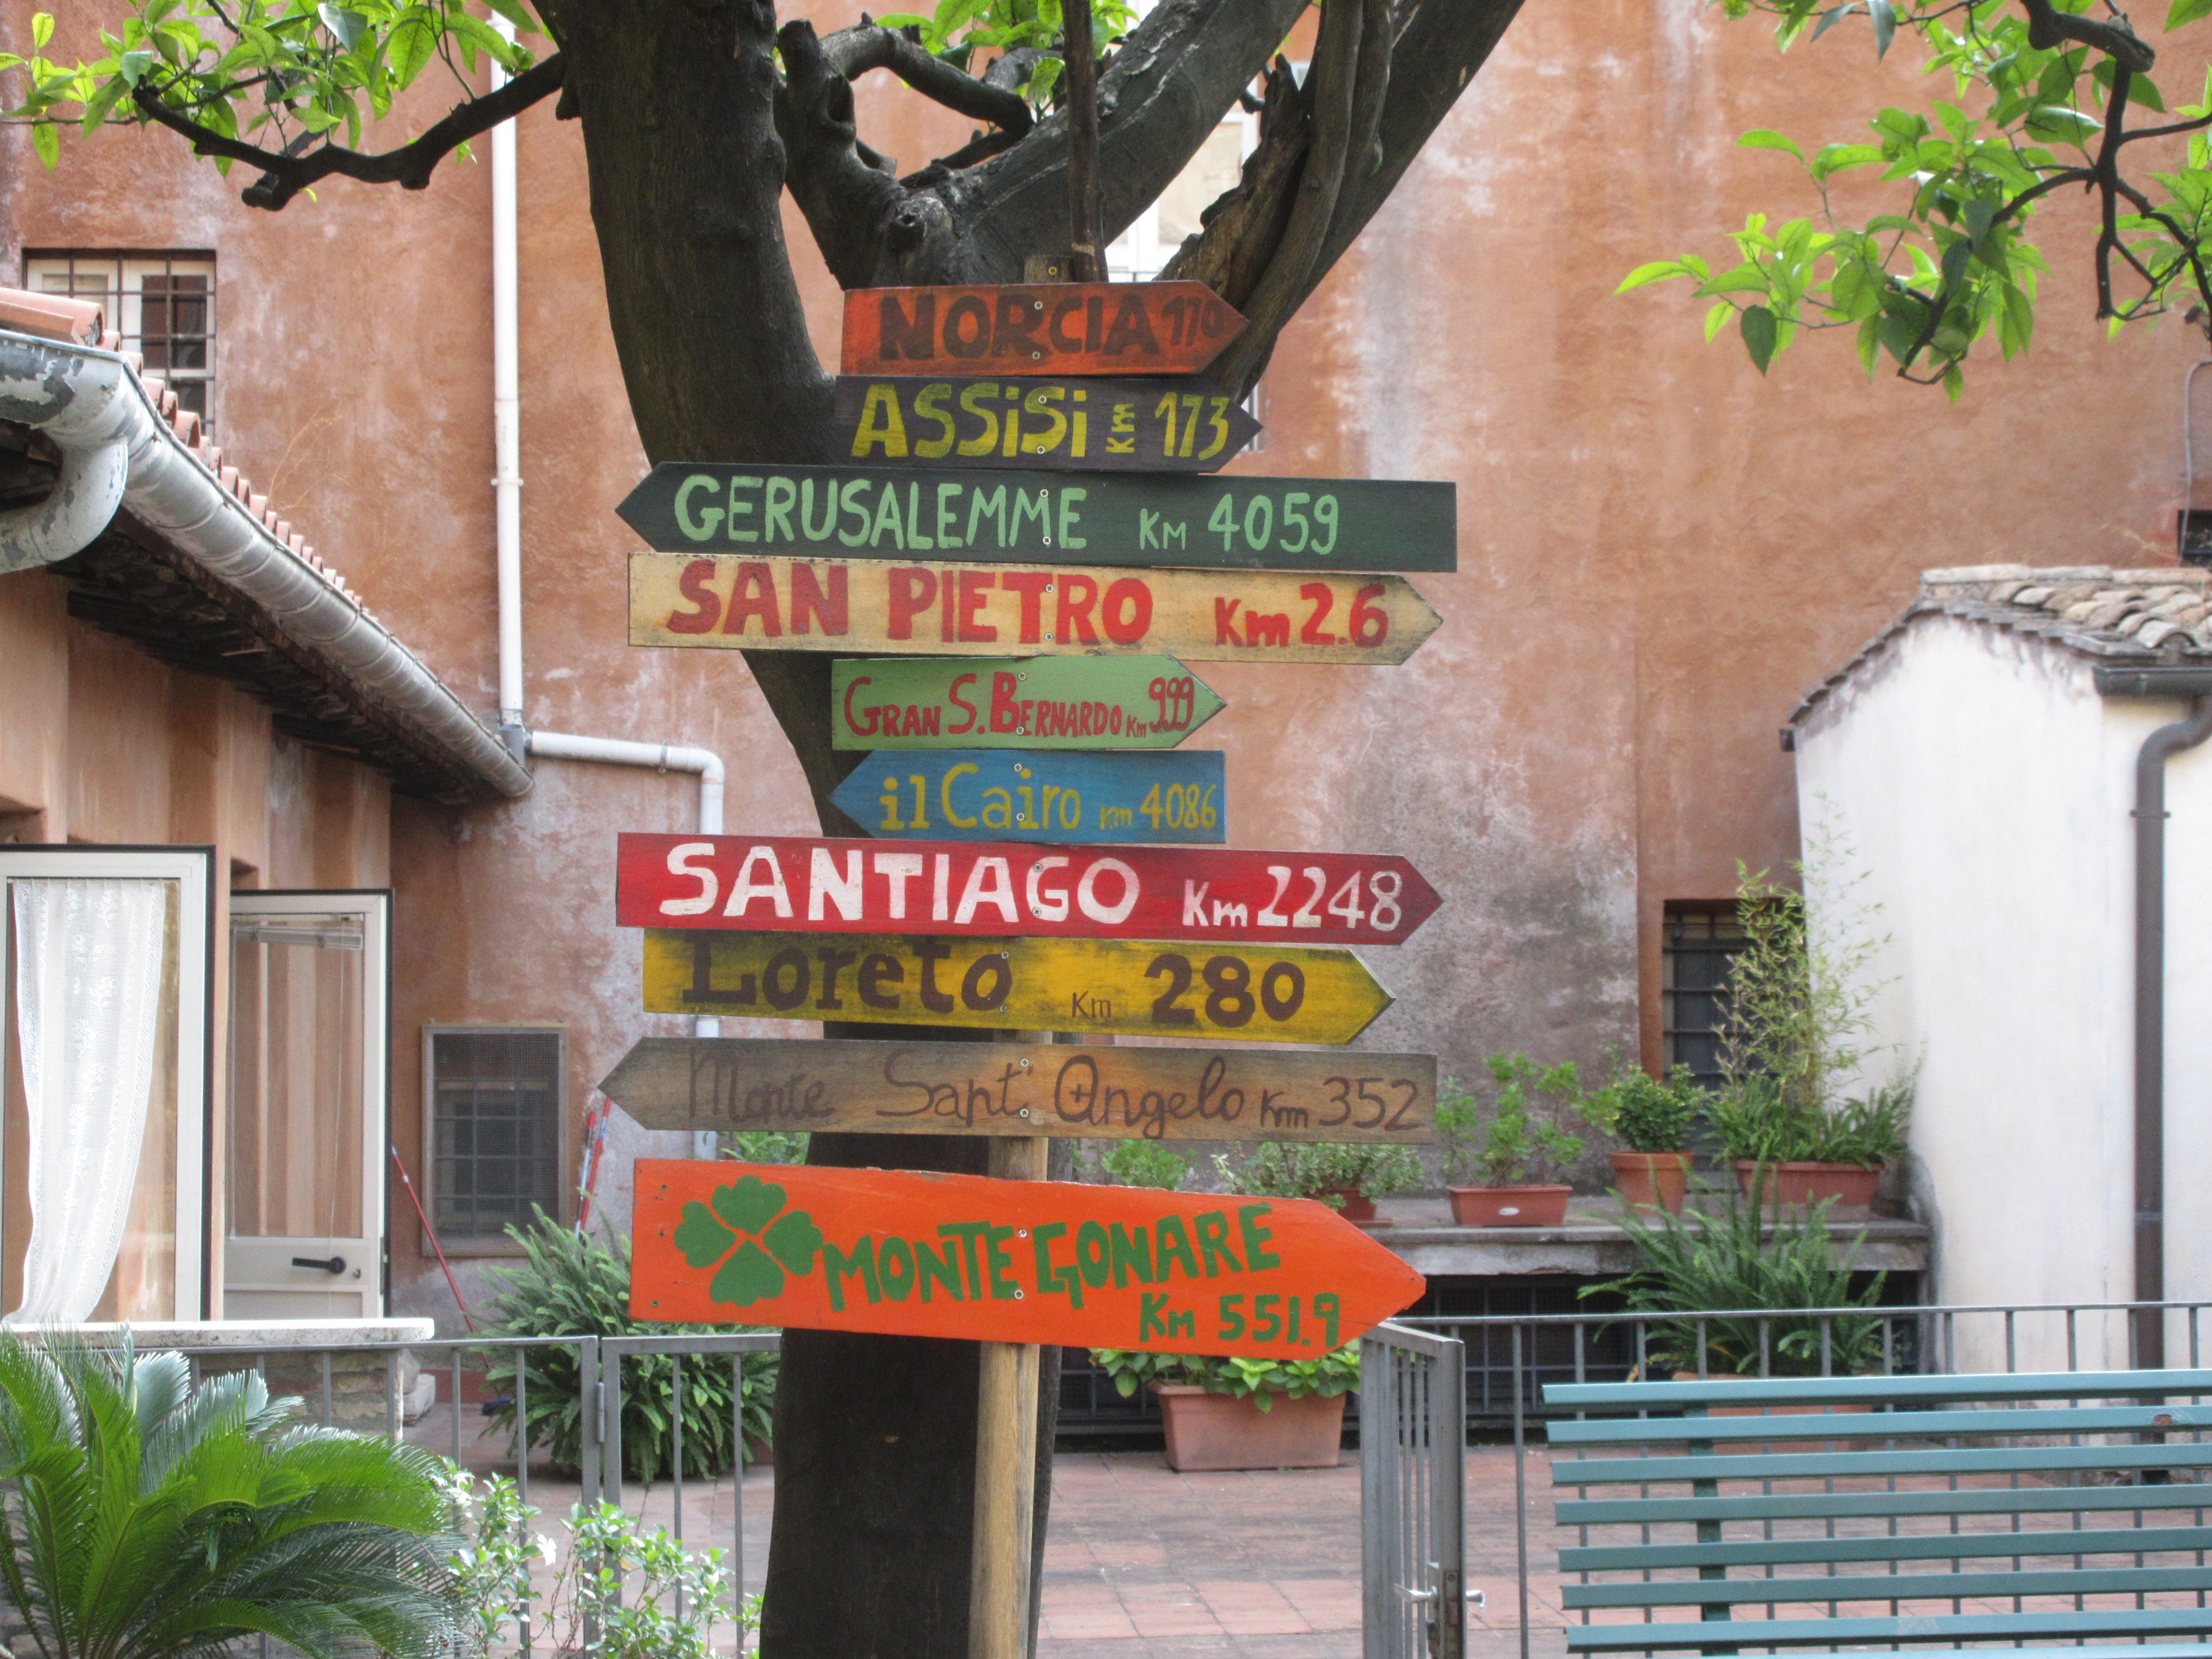 NORCIA 170
ASSiSi Km 173
GERUSALEMME KM 4059
SAN PIETRO Km 2.6
GRAN S. BERNARDO Km 999
il Cairo Km 4086
SANTIAGO Km 2248
Loreto Km 280
Monte Sant' Angelo Km 352
MONTE GONARE
KM 551.9